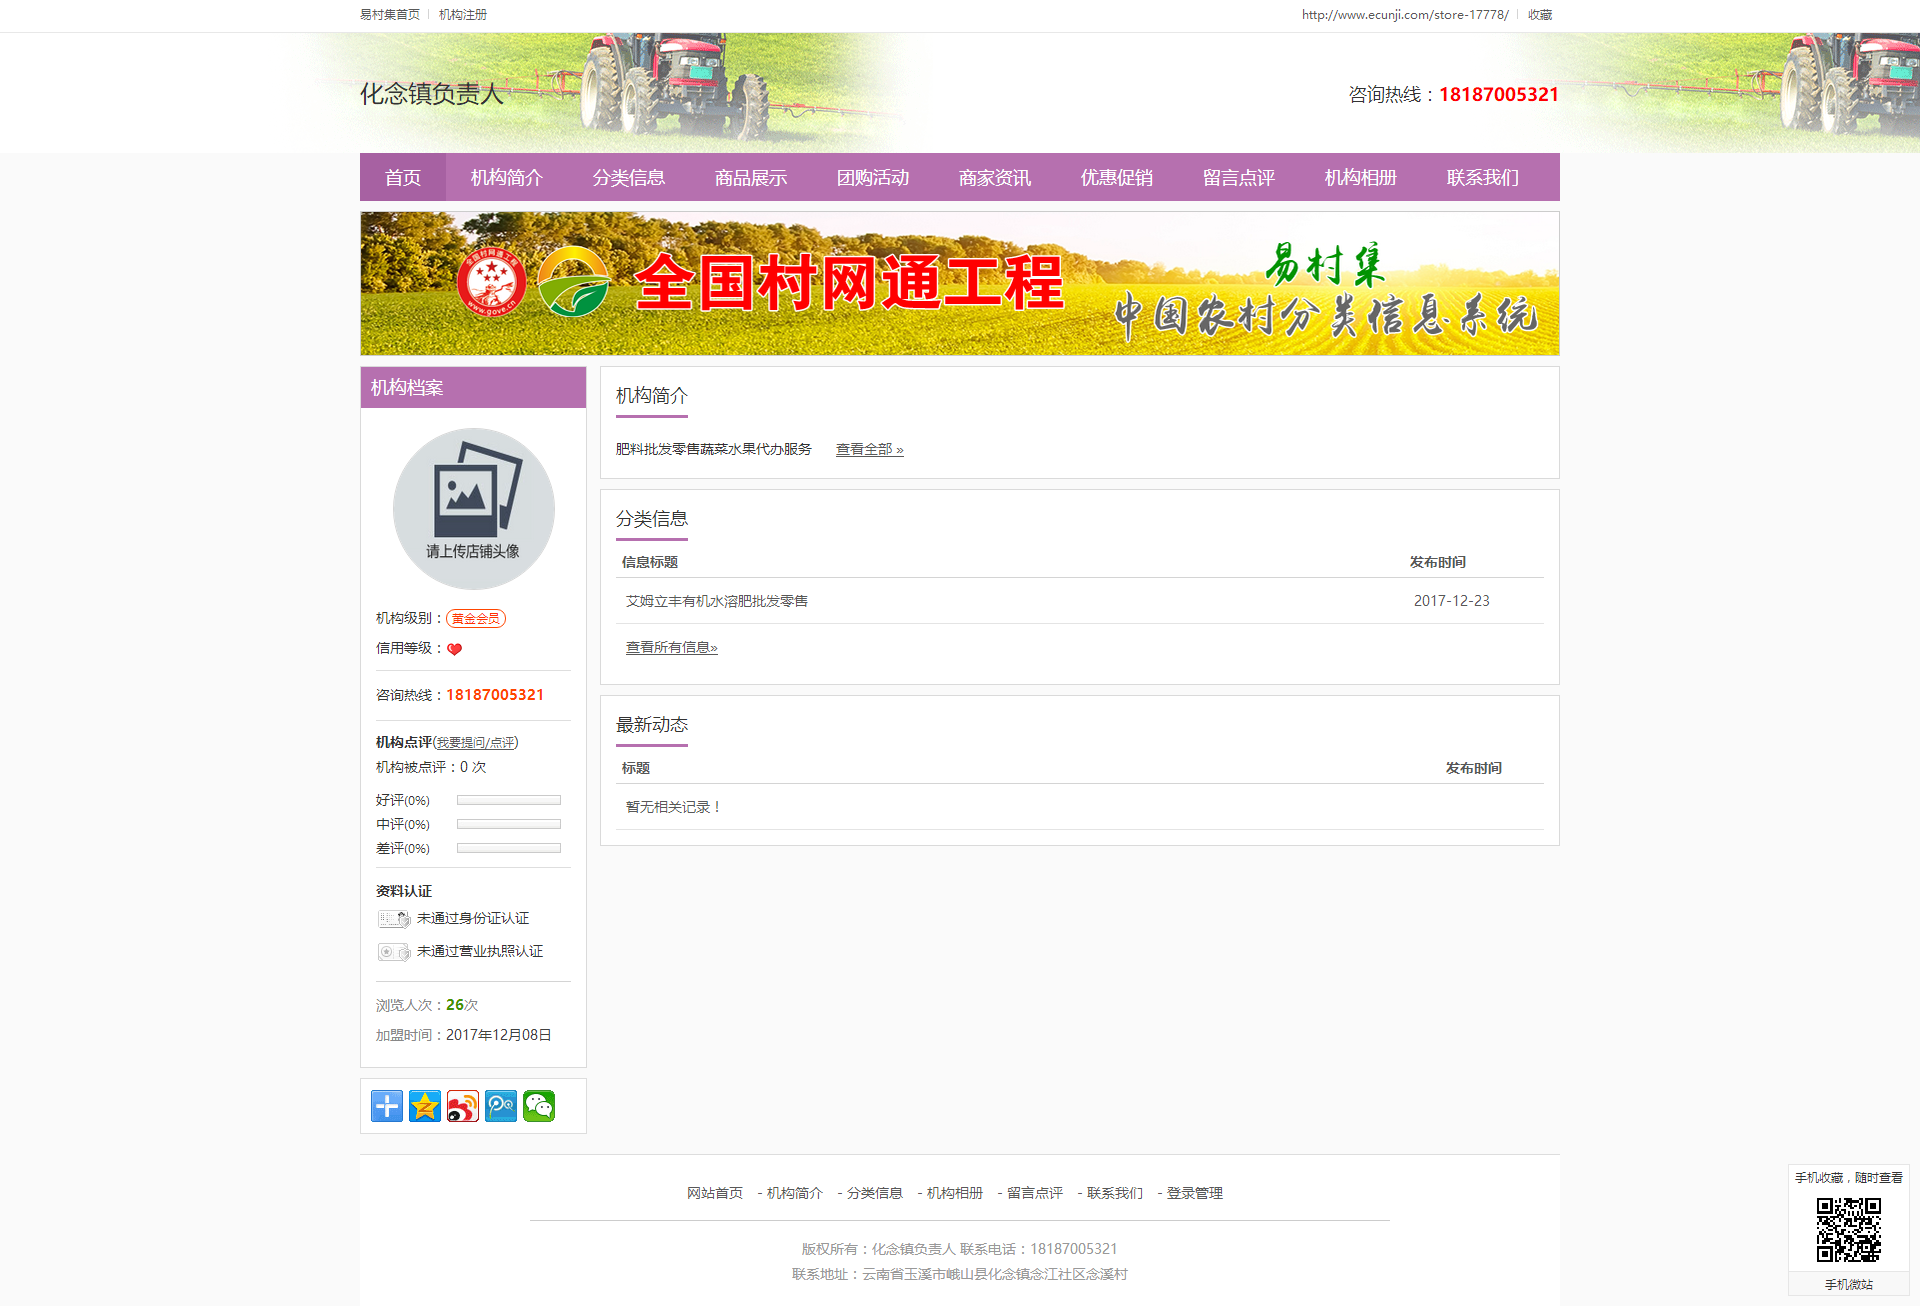 易村集首页 机构注册 http://www.ecunji.com/store-17778/ 收藏
化念镇负责人
咨询热线：18187005321
首页 机构简介 分类信息 商品展示 团购活动 商家资讯 优惠促销 留言点评 机构相册 联系我们
全国村网通工程
www.gove.cn
全国村网通工程
易村集
中国农村分类信息系统
机构档案
请上传店铺头像
机构级别：黄金会员
信用等级：
咨询热线：18187005321
机构点评(我要提问/点评)
机构被点评：0 次
好评(0%)
中评(0%)
差评(0%)
资料认证
未通过身份证认证
未通过营业执照认证
浏览人次：26次
加盟时间：2017年12月08日
机构简介
肥料批发零售蔬菜水果代办服务 查看全部 »
分类信息
信息标题 发布时间
艾姆立丰有机水溶肥批发零售 2017-12-23
查看所有信息»
最新动态
标题 发布时间
暂无相关记录！
网站首页 - 机构简介 - 分类信息 - 机构相册 - 留言点评 - 联系我们 - 登录管理
版权所有：化念镇负责人 联系电话：18187005321
联系地址：云南省玉溪市峨山县化念镇念江社区念溪村
手机收藏，随时查看
手机微站